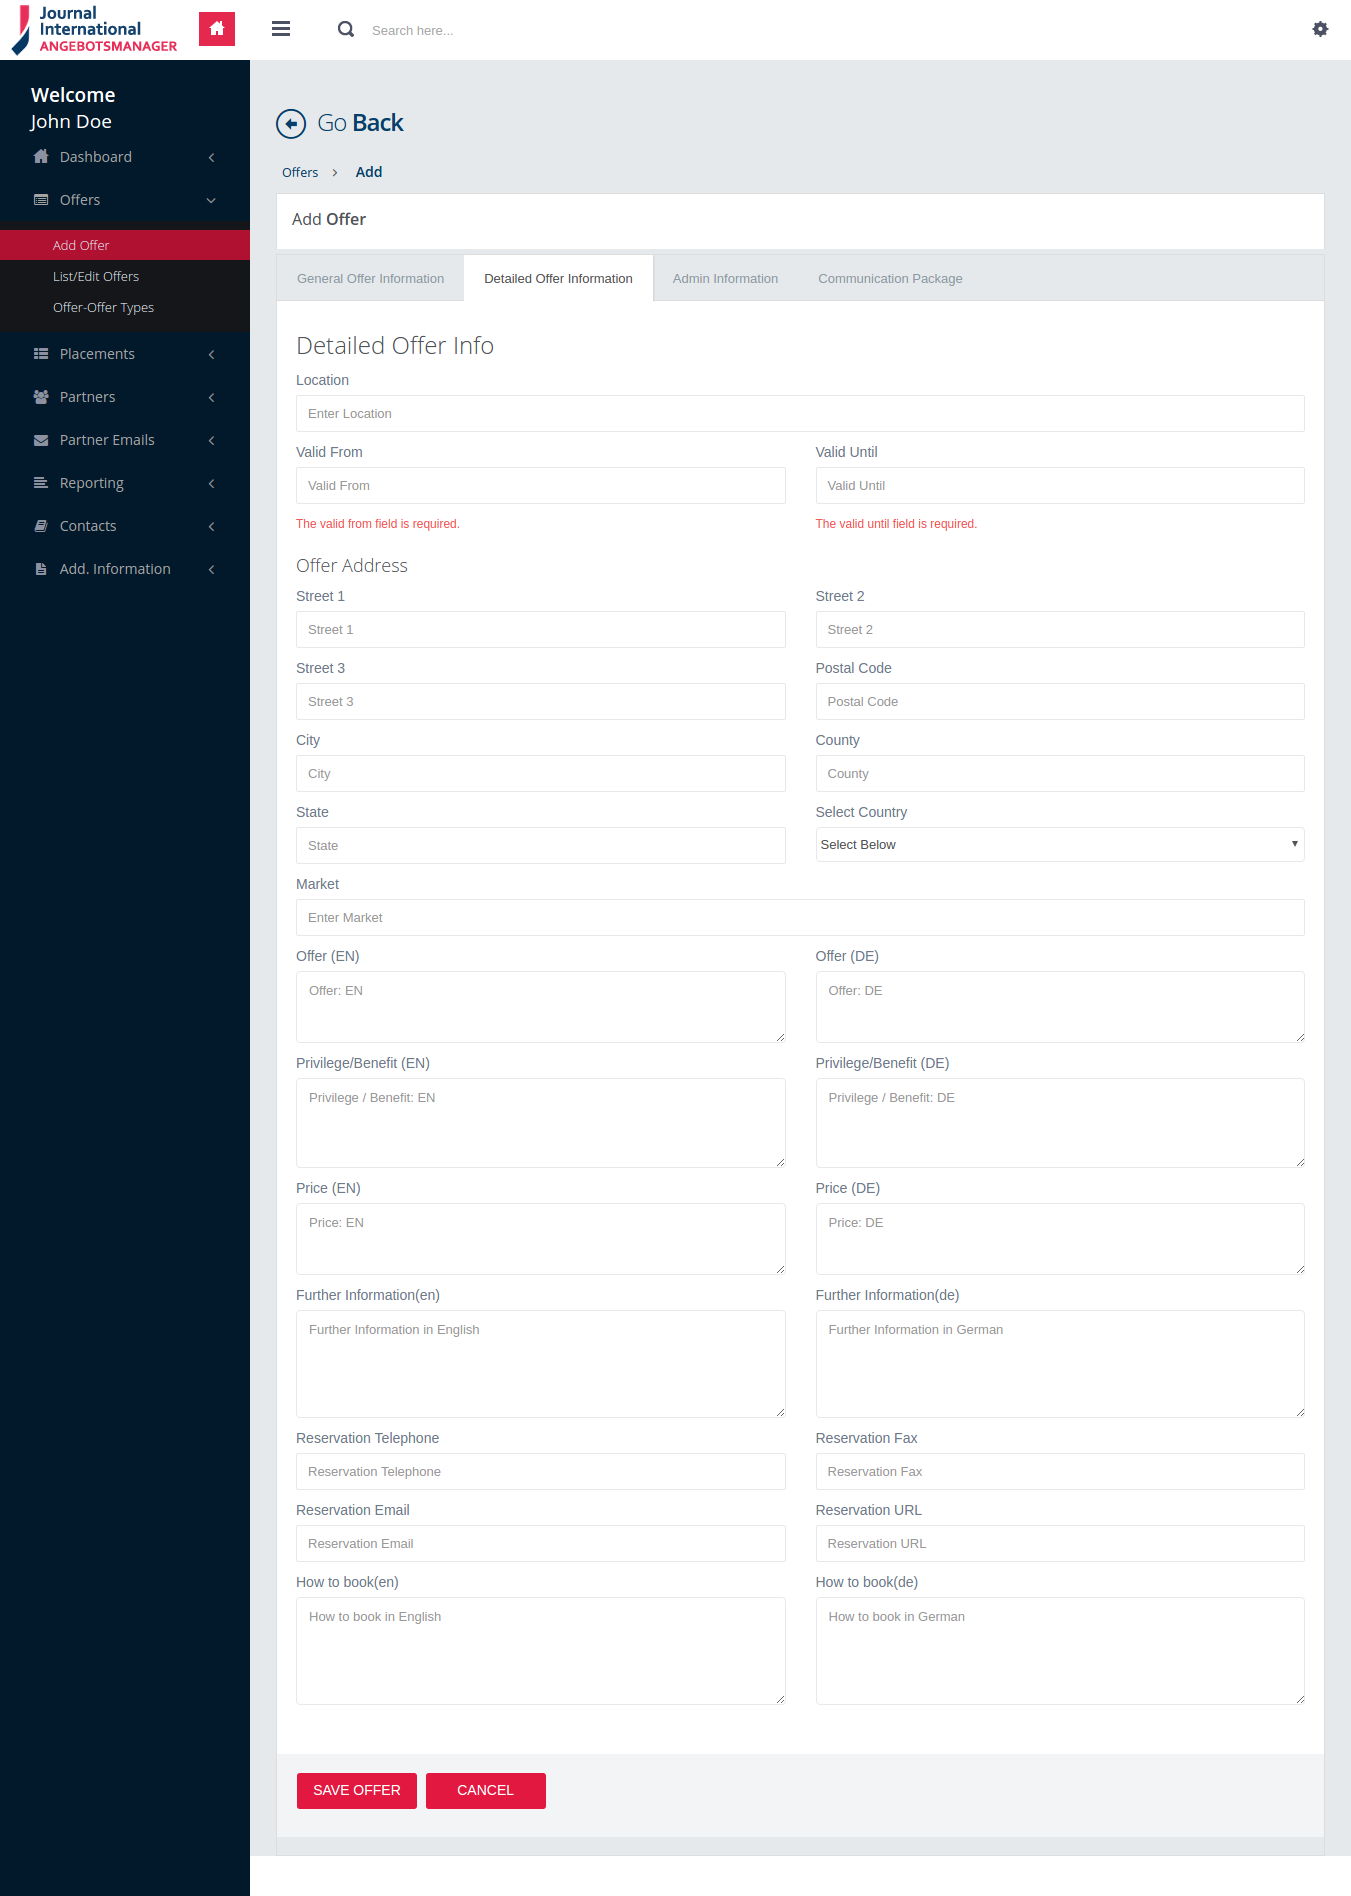 Journal
International
ANGEBOTSMANAGER
Search here...
Welcome
John Doe
Dashboard
Offers
Add Offer
List/Edit Offers
Offer-Offer Types
Placements
Partners
Partner Emails
Reporting
Contacts
Add. Information
Go Back
Offers > Add
Add Offer
General Offer Information Detailed Offer Information Admin Information Communication Package
Detailed Offer Info
Location
Enter Location
Valid From Valid Until
Valid From Valid Until
The valid from field is required. The valid until field is required.
Offer Address
Street 1 Street 2
Street 1 Street 2
Street 3 Postal Code
Street 3 Postal Code
City County
City County
State Select Country
State Select Below
Market
Enter Market
Offer (EN) Offer (DE)
Offer: EN Offer: DE
Privilege/Benefit (EN) Privilege/Benefit (DE)
Privilege / Benefit: EN Privilege / Benefit: DE
Price (EN) Price (DE)
Price: EN Price: DE
Further Information(en) Further Information(de)
Further Information in English Further Information in German
Reservation Telephone Reservation Fax
Reservation Telephone Reservation Fax
Reservation Email Reservation URL
Reservation Email Reservation URL
How to book(en) How to book(de)
How to book in English How to book in German
SAVE OFFER CANCEL